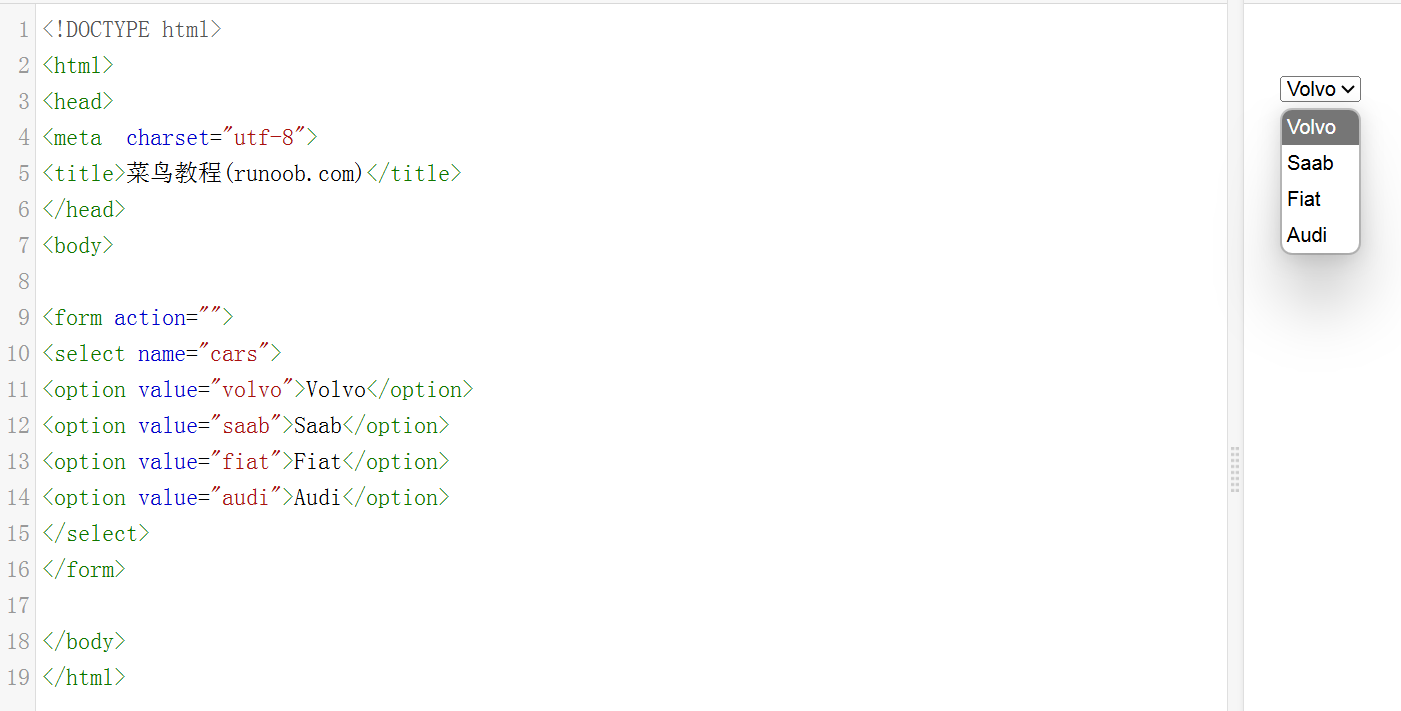 1 <!DOCTYPE html>
2 <html>
3 <head>
4 <meta  charset="utf-8">
5 <title>菜鸟教程(runoob.com)</title>
6 </head>
7 <body>
8
9 <form action="">
10 <select name="cars">
11 <option value="volvo">Volvo</option>
12 <option value="saab">Saab</option>
13 <option value="fiat">Fiat</option>
14 <option value="audi">Audi</option>
15 </select>
16 </form>
17
18 </body>
19 </html>
Volvo
Volvo
Saab
Fiat
Audi